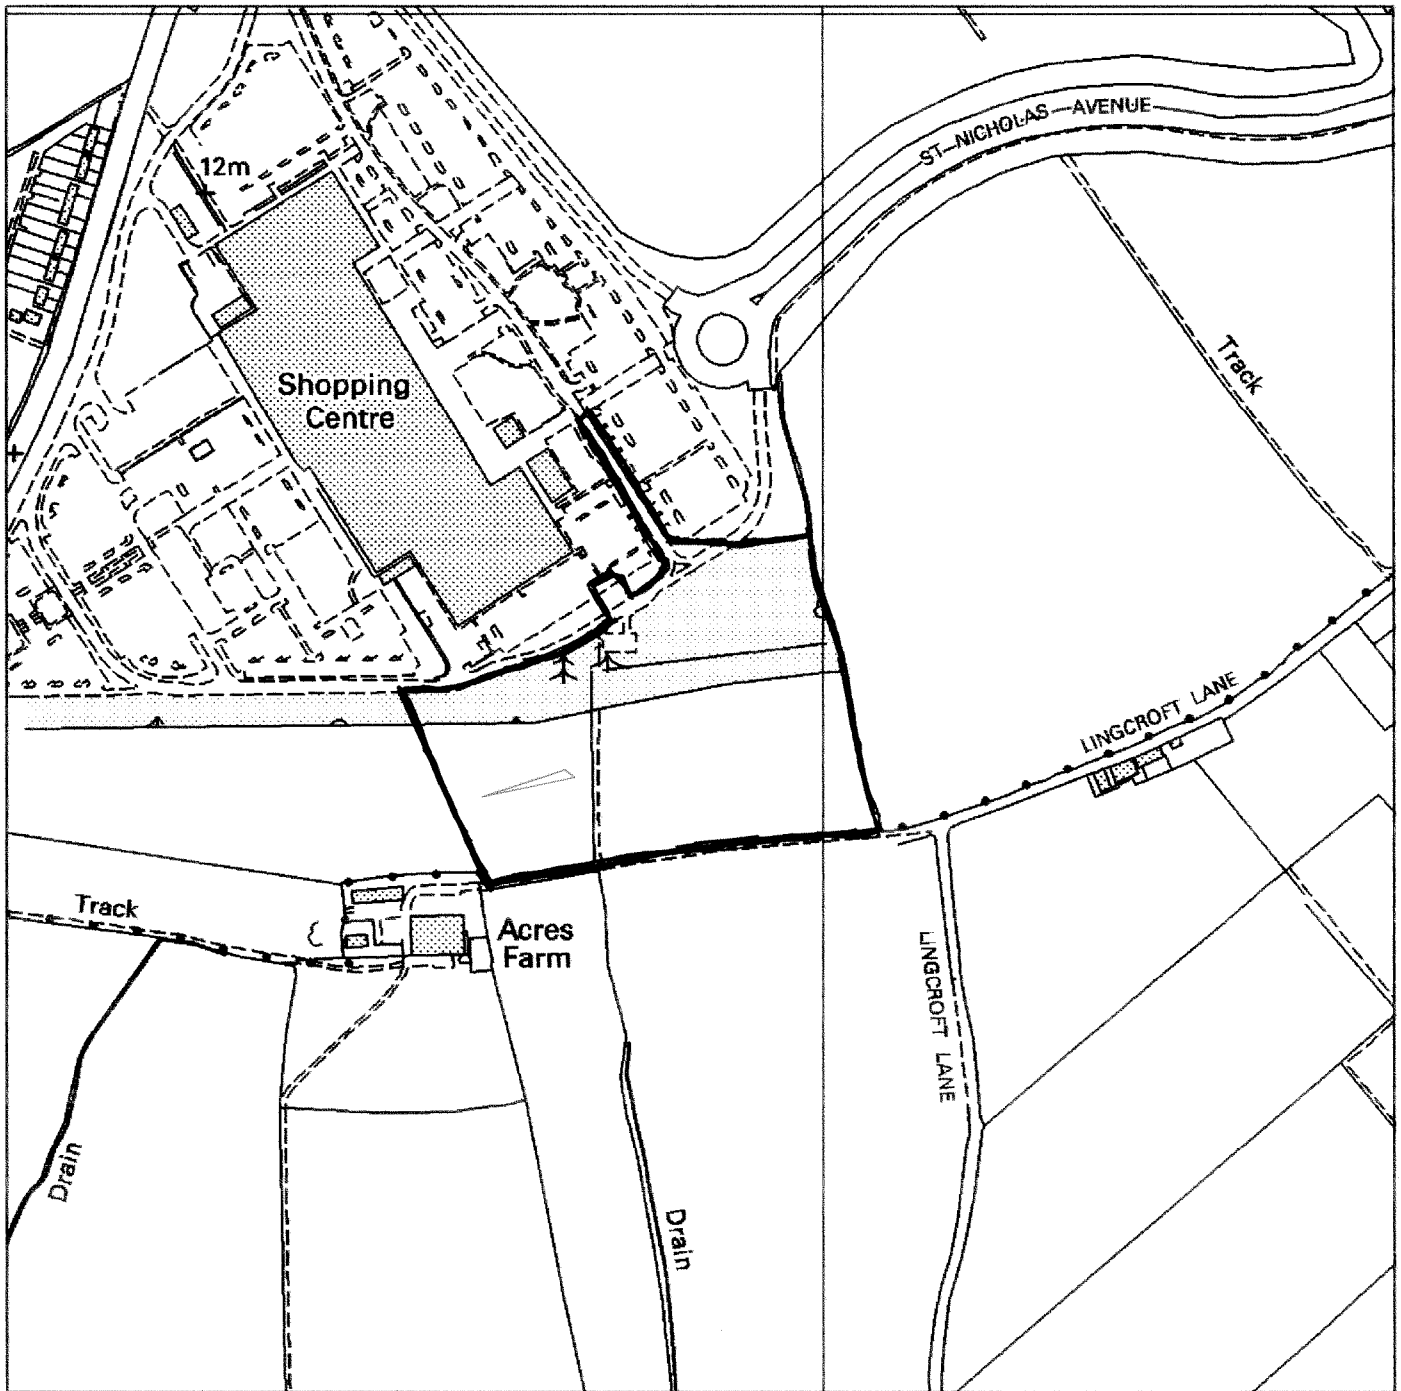 ST NICHOLAS AVENUE
12m
Track
Shopping
Centre
LINGCROFT LANE
Track
Acres
Farm
LINGCROFT LANE
Drain
Drain